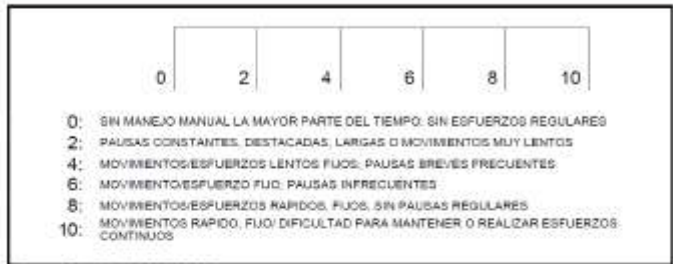 0 2 4 6 8 10
0: SIN MANEJO MANUAL LA MAYOR PARTE DEL TIEMPO: SIN ESFUERZOS REGULARES
2: PAUSAS CONSTANTES, DESTACADAS, LARGAS O MOVIMIENTOS MUY LENTOS
4: MOVIMIENTOS/ESFUERZOS LENTOS FIJOS; PAUSAS BREVES FRECUENTES
6: MOVIMIENTO/ESFUERZO FIJO; PAUSAS INFRECUENTES
8: MOVIMIENTOS/ESFUERZOS RAPIDOS, FIJOS, SIN PAUSAS REGULARES
10: MOVIMIENTOS RAPIDO, FIJO/ DIFICULTAD PARA MANTENER O REALIZAR ESFUERZOS
CONTINUOS